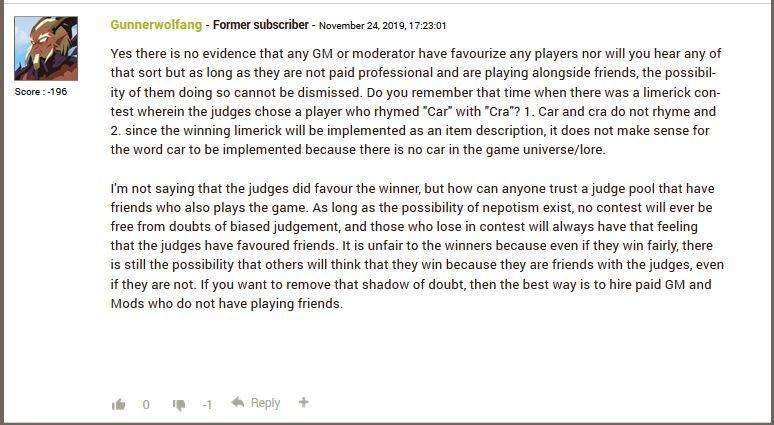 Gunnerwolfang - Former subscriber - November 24, 2019, 17:23:01
Score : -196
Yes there is no evidence that any GM or moderator have favourize any players nor will you hear any of
that sort but as long as they are not paid professional and are playing alongside friends, the possibil-
ity of them doing so cannot be dismissed. Do you remember that time when there was a limerick con-
test wherein the judges chose a player who rhymed "Car" with "Cra"? 1. Car and cra do not rhyme and
2. since the winning limerick will be implemented as an item description, it does not make sense for
the word car to be implemented because there is no car in the game universe/lore.
I'm not saying that the judges did favour the winner, but how can anyone trust a judge pool that have
friends who also plays the game. As long as the possibility of nepotism exist, no contest will ever be
free from doubts of biased judgement, and those who lose in contest will always have that feeling
that the judges have favoured friends. It is unfair to the winners because even if they win fairly, there
is still the possibility that others will think that they win because they are friends with the judges, even
if they are not. If you want to remove that shadow of doubt, then the best way is to hire paid GM and
Mods who do not have playing friends.
0 -1 Reply +